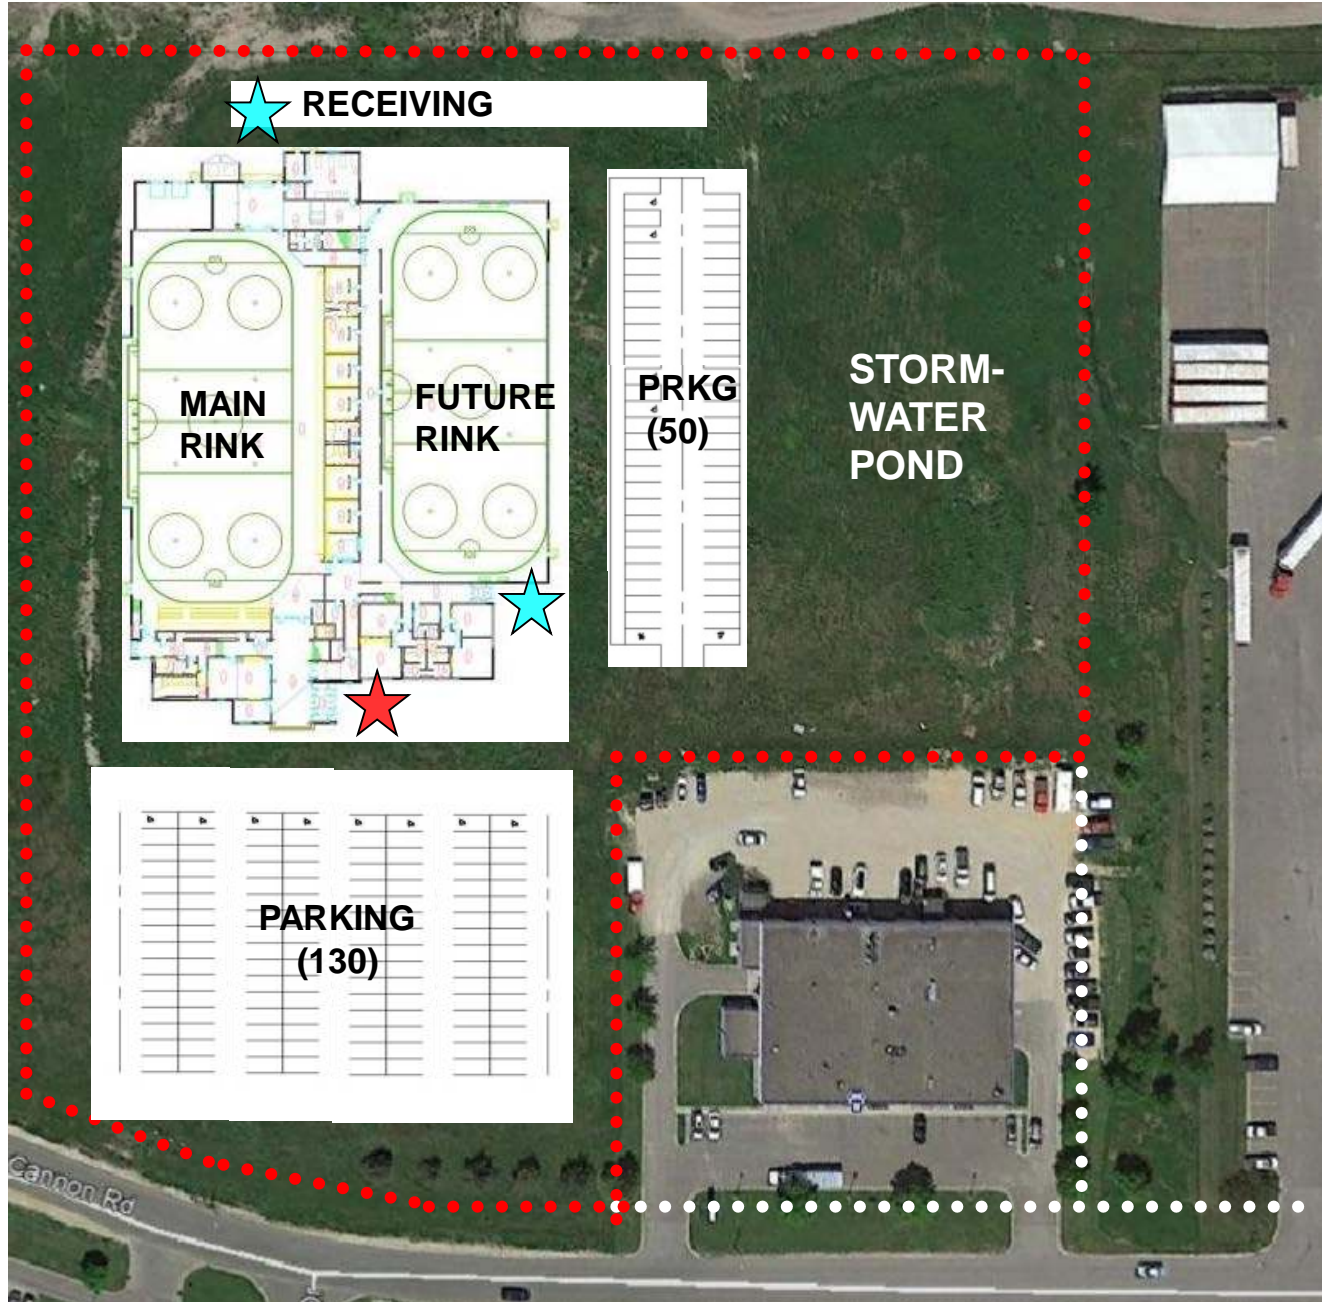 RECEIVING
MAIN
RINK
FUTURE
RINK
PRKG
(50)
STORM-
WATER
POND
PARKING
(130)
Cannon Rd